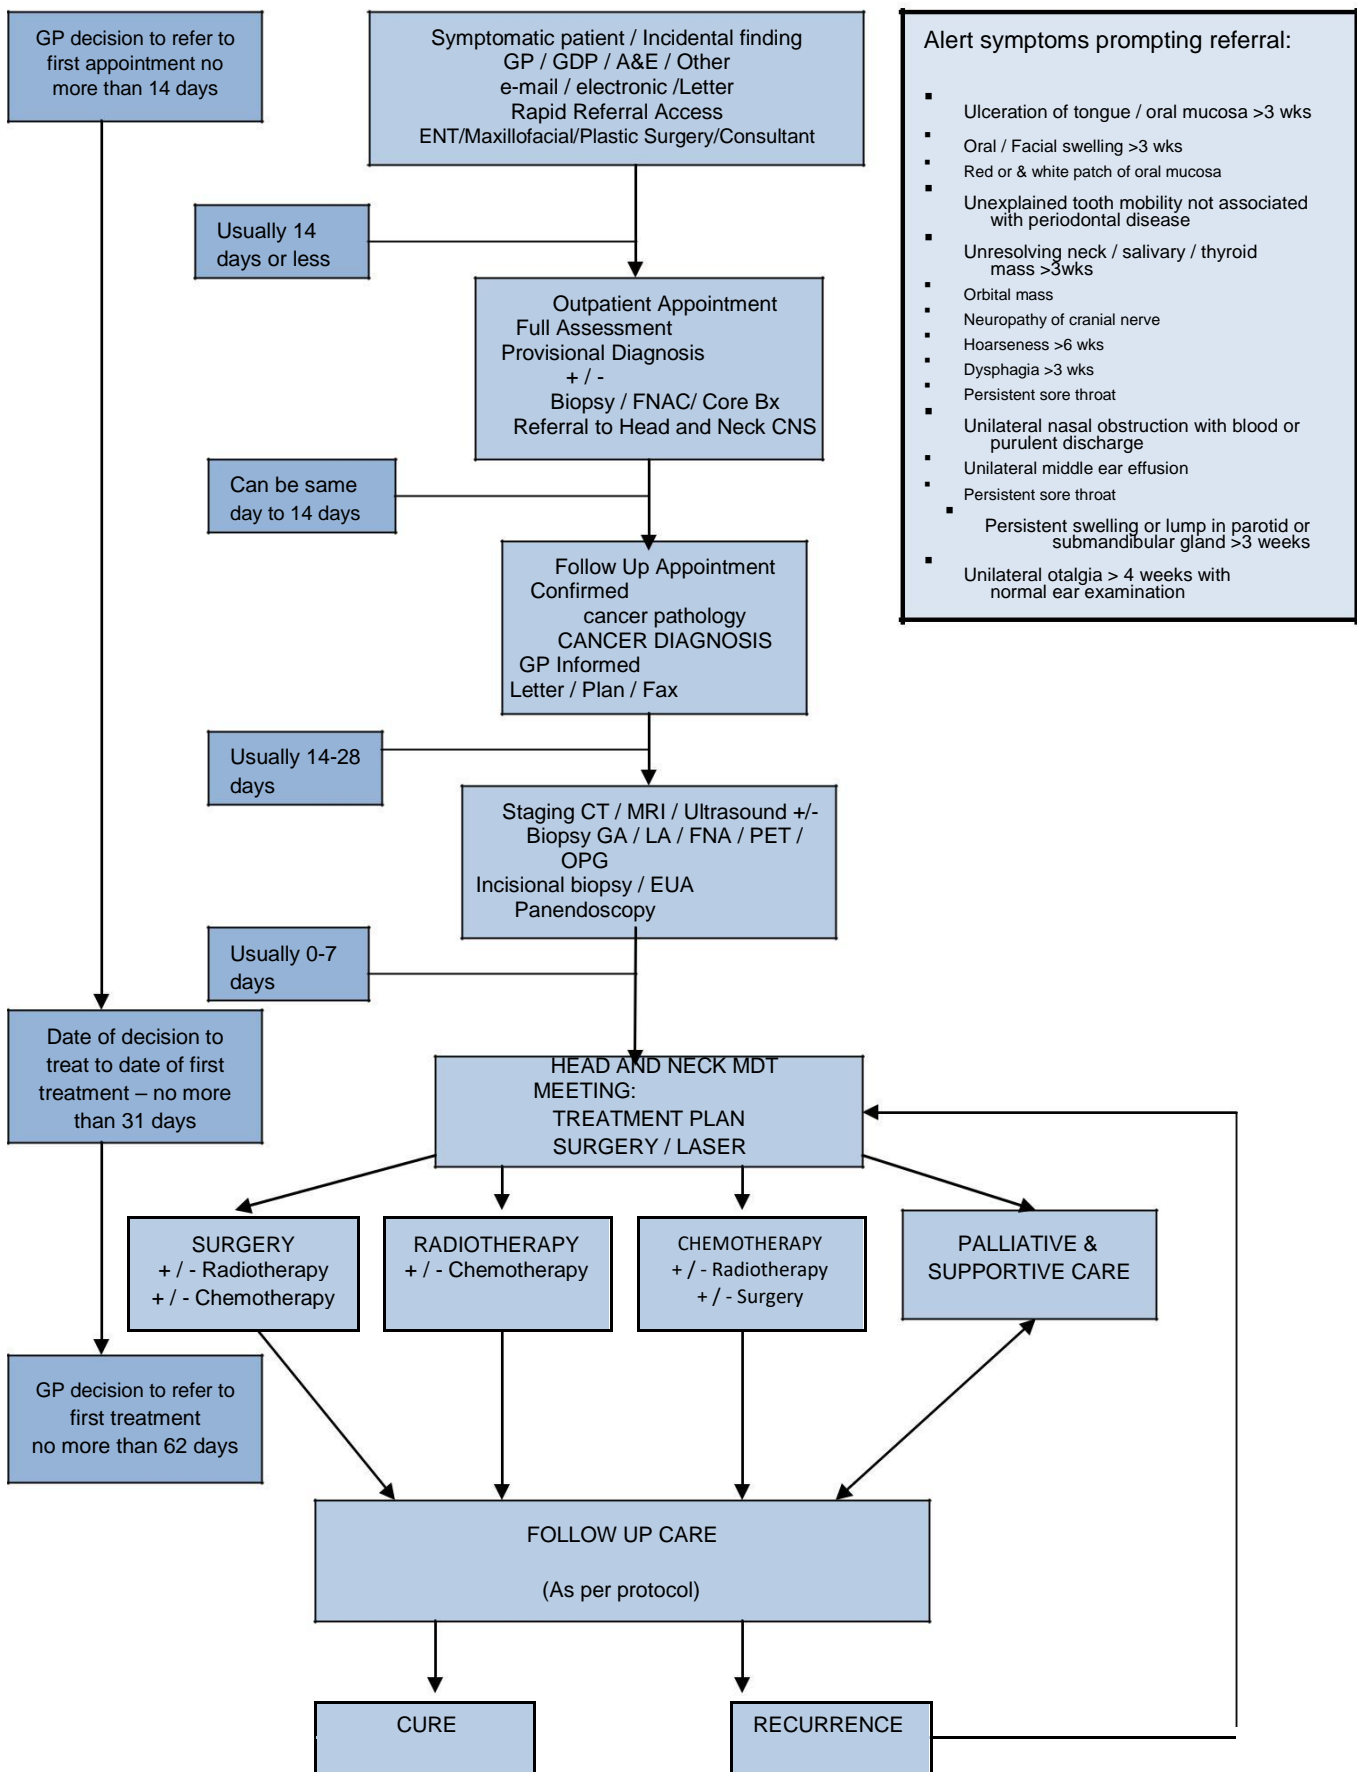 GP decision to refer to
first appointment no
more than 14 days
Symptomatic patient / Incidental finding
GP / GDP / A&E / Other
e-mail / electronic /Letter
Rapid Referral Access
ENT/Maxillofacial/Plastic Surgery/Consultant
Alert symptoms prompting referral:
Ulceration of tongue / oral mucosa >3 wks
Oral / Facial swelling >3 wks
Red or & white patch of oral mucosa
Unexplained tooth mobility not associated
with periodontal disease
Unresolving neck / salivary / thyroid
mass >3wks
Orbital mass
Neuropathy of cranial nerve
Hoarseness >6 wks
Dysphagia >3 wks
Persistent sore throat
Unilateral nasal obstruction with blood or
purulent discharge
Unilateral middle ear effusion
Persistent sore throat
Persistent swelling or lump in parotid or
submandibular gland >3 weeks
Unilateral otalgia > 4 weeks with
normal ear examination
Usually 14
days or less
Outpatient Appointment
Full Assessment
Provisional Diagnosis
+ / -
Biopsy / FNAC/ Core Bx
Referral to Head and Neck CNS
Can be same
day to 14 days
Follow Up Appointment
Confirmed
cancer pathology
CANCER DIAGNOSIS
GP Informed
Letter / Plan / Fax
Usually 14-28
days
Staging CT / MRI / Ultrasound +/-
Biopsy GA / LA / FNA / PET /
OPG
Incisional biopsy / EUA
Panendoscopy
Usually 0-7
days
Date of decision to
treat to date of first
treatment – no more
than 31 days
HEAD AND NECK MDT
MEETING:
TREATMENT PLAN
SURGERY / LASER
SURGERY
+ / - Radiotherapy
+ / - Chemotherapy
RADIOTHERAPY
+ / - Chemotherapy
CHEMOTHERAPY
+ / - Radiotherapy
+ / - Surgery
PALLIATIVE &
SUPPORTIVE CARE
GP decision to refer to
first treatment
no more than 62 days
FOLLOW UP CARE
(As per protocol)
CURE
RECURRENCE